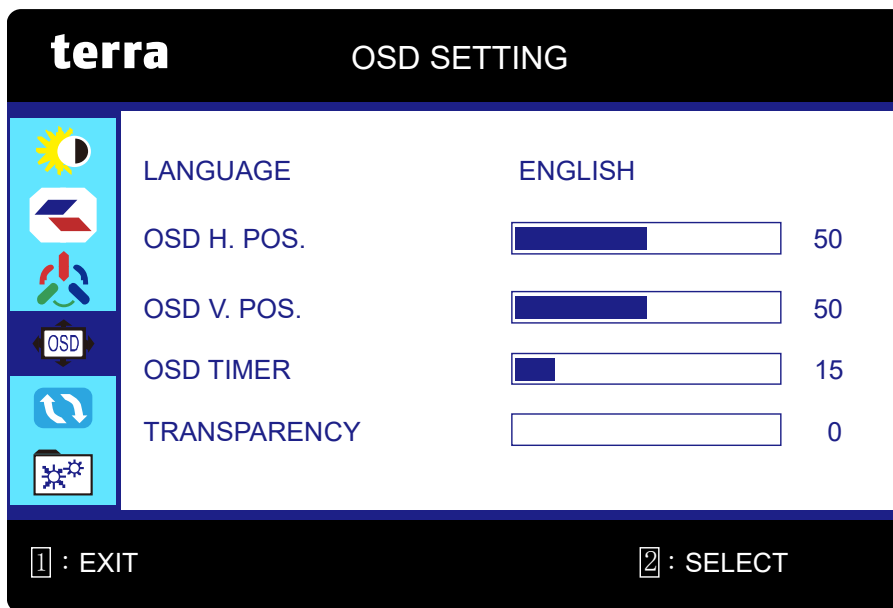 terra OSD SETTING
LANGUAGE ENGLISH
OSD H. POS. 50
OSD V. POS. 50
OSD
OSD TIMER 15
TRANSPARENCY 0
1 : EXIT 2 : SELECT